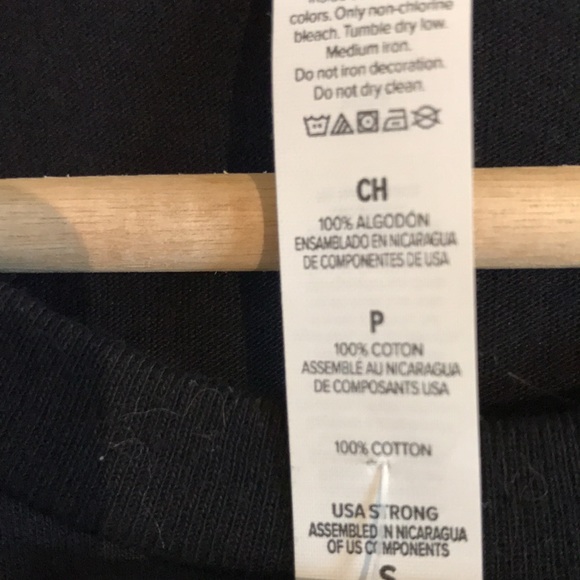 colors. Only non-chlorine
bleach. Tumble dry low.
Medium iron.
Do not iron decoration.
Do not dry clean.
CH
100% ALGODÓN
ENSAMBLADO EN NICARAGUA
DE COMPONENTES DE USA
P
100% COTON
ASSEMBLÉ AU NICARAGUA
DE COMPOSANTS USA
100% COTTON
USA STRONG
ASSEMBLED IN NICARAGUA
OF US COMPONENTS
S